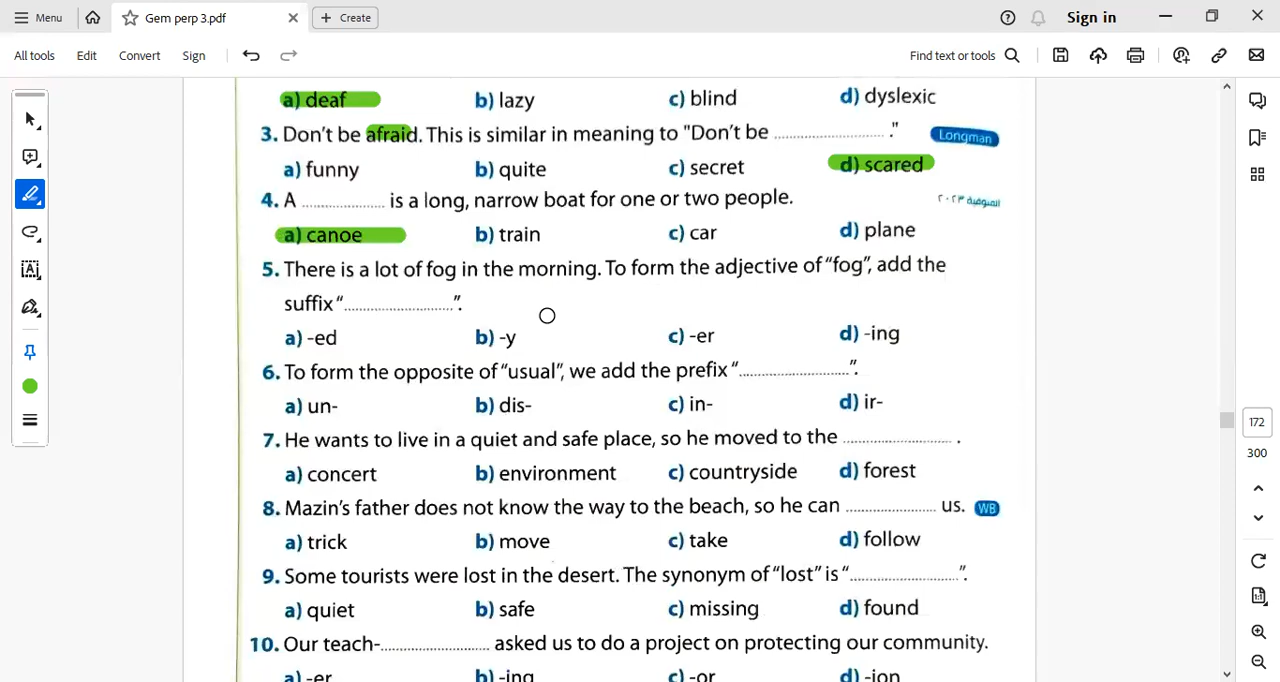 Menu Gem perp 3.pdf Create Sign in
All tools Edit Convert Sign Find text or tools
a) deaf b) lazy c) blind d) dyslexic
3. Don't be afraid. This is similar in meaning to "Don't be ......................... ." Longman
a) funny b) quite c) secret d) scared
4. A ................... is a long, narrow boat for one or two people. المنوفية ٢٠٢٣
a) canoe b) train c) car d) plane
5. There is a lot of fog in the morning. To form the adjective of “fog”, add the
suffix “.........................”.
a) -ed b) -y c) -er d) -ing
6. To form the opposite of “usual”, we add the prefix “.........................”.
a) un- b) dis- c) in- d) ir-
7. He wants to live in a quiet and safe place, so he moved to the ......................... .
a) concert b) environment c) countryside d) forest
8. Mazin's father does not know the way to the beach, so he can ..................... us. WB
a) trick b) move c) take d) follow
9. Some tourists were lost in the desert. The synonym of “lost” is “.........................”.
a) quiet b) safe c) missing d) found
10. Our teach-......................... asked us to do a project on protecting our community.
a) -er b) -ing c) -or d) -ion
172
300